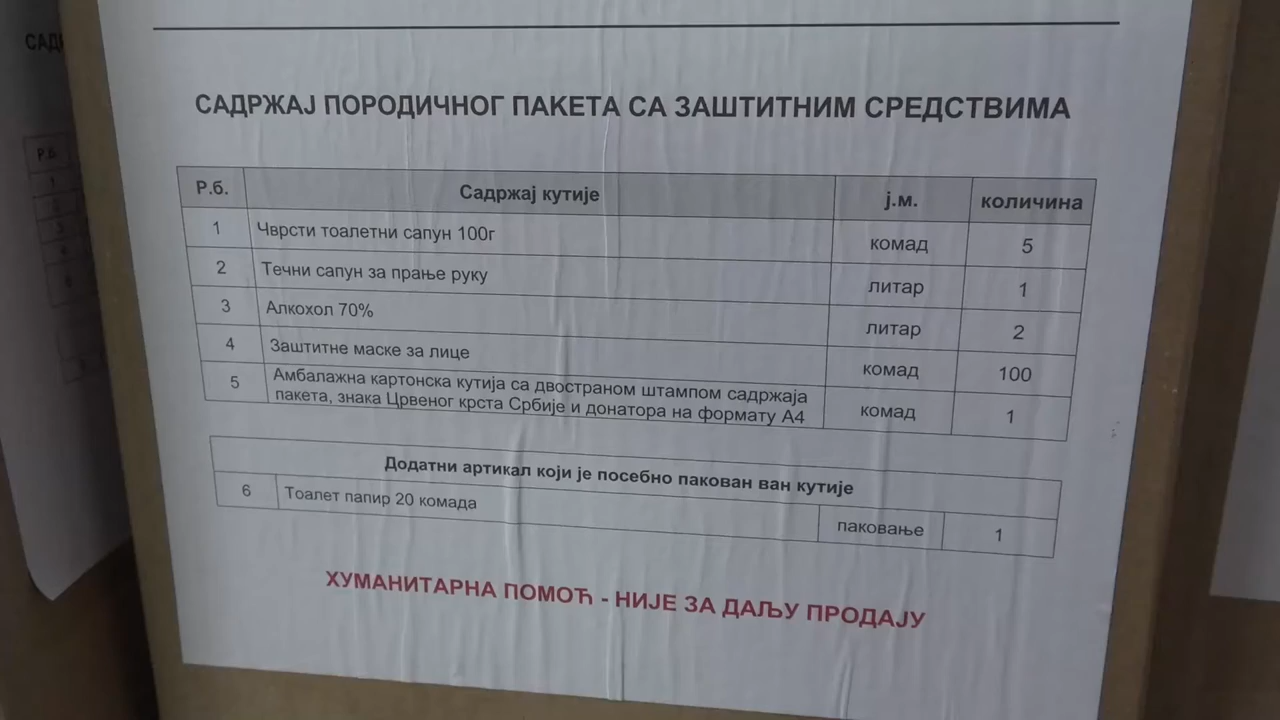 САДРЖАЈ ПОРОДИЧНОГ ПАКЕТА СА ЗАШТИТНИМ СРЕДСТВИМА
Р.б. Садржај кутије ј.м. количина
1 Чврсти тоалетни сапун 100г комад 5
2 Течни сапун за прање руку литар 1
3 Алкохол 70% литар 2
4 Заштитне маске за лице комад 100
5 Амбалажна картонска кутија са двостраном штампом садржаја
пакета, знака Црвеног крста Србије и донатора на формату А4 комад 1
Додатни артикал који је посебно пакован ван кутије
6 Тоалет папир 20 комада паковање 1
ХУМАНИТАРНА ПОМОЋ - НИЈЕ ЗА ДАЉУ ПРОДАЈУ